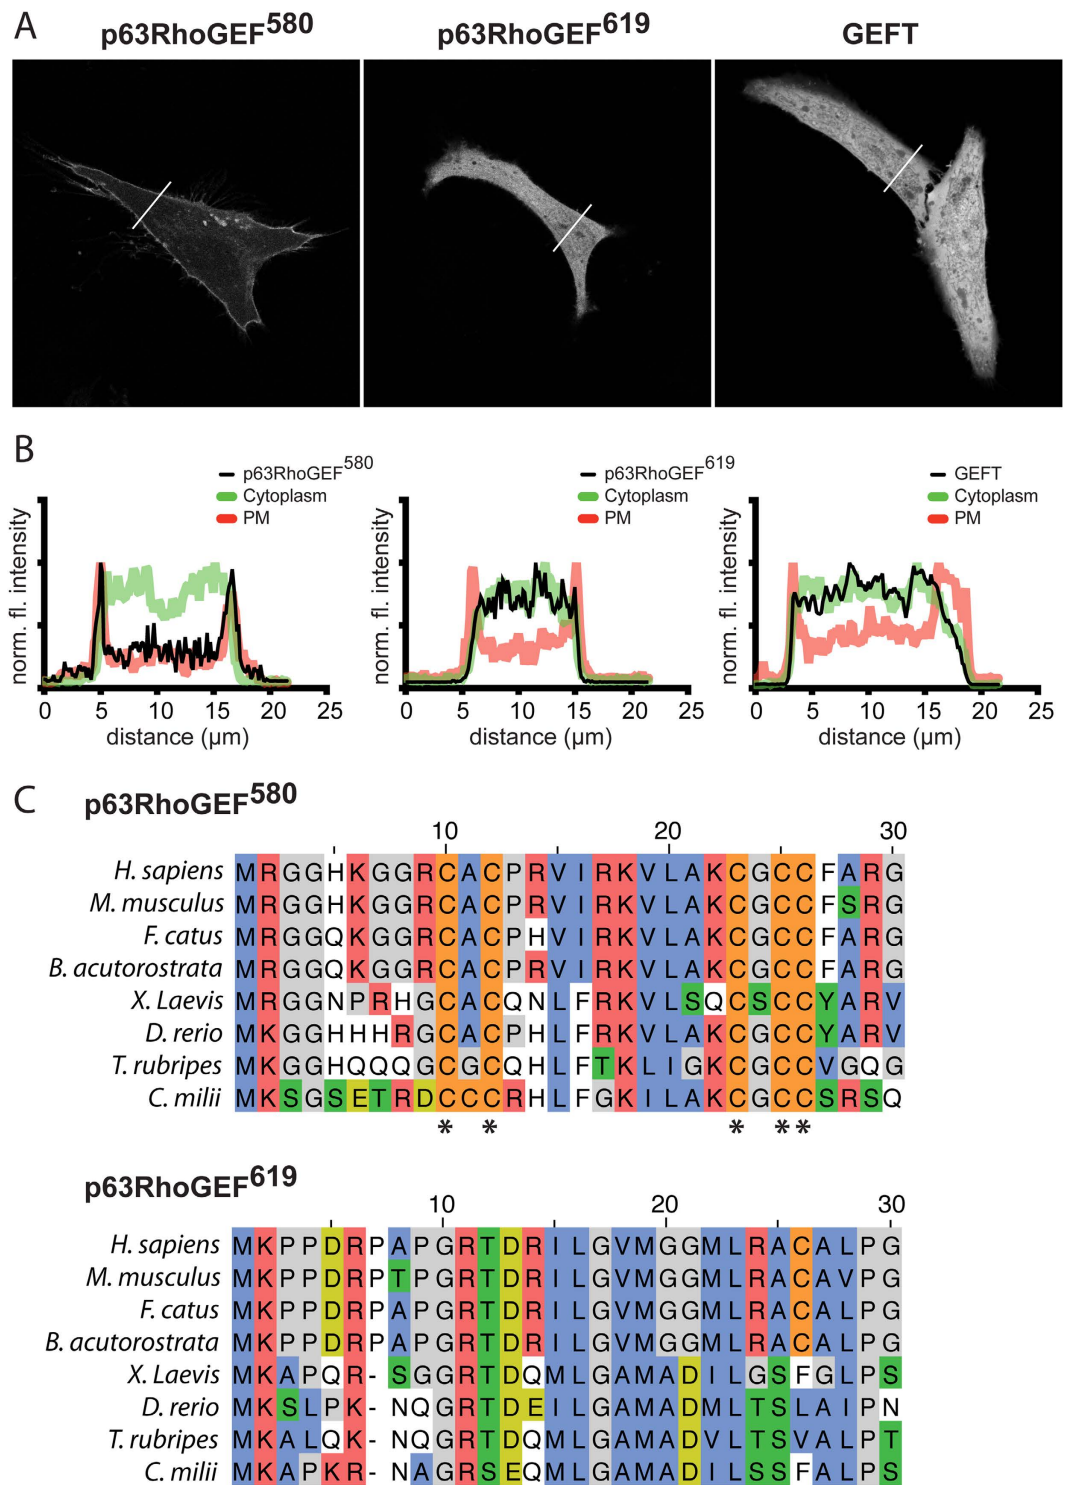 A
p63RhoGEF580 p63RhoGEF619 GEFT
B
p63RhoGEF580
Cytoplasm
PM
norm. fl. intensity
0 5 10 15 20 25
distance (µm)
p63RhoGEF619
Cytoplasm
PM
norm. fl. intensity
0 5 10 15 20 25
distance (µm)
GEFT
Cytoplasm
PM
norm. fl. intensity
0 5 10 15 20 25
distance (µm)
C
p63RhoGEF580
10 20 30
H. sapiens MRGGHKGGRCACPRVIRKVLAKCGCCFARG
M. musculus MRGGHKGGRCACPRVIRKVLAKCGCCFSRG
F. catus MRGGQKGGRCACPHVIRKVLAKCGCCFARG
B. acutorostrata MRGGQKGGRCACPRVIRKVLAKCGCCFARG
X. Laevis MRGGNPRHGCACQNLFRKVLSQCSCCYARV
D. rerio MKGGHHHRGCACPHLFRKVLAKCGCCYARV
T. rubripes MKGGHQQQGCGCQHLFTKLIGKCGCCVGQG
C. milii MKSGSETRDCCCRHLFGKILAKCGCCSRSQ
* * * * *
p63RhoGEF619
10 20 30
H. sapiens MKPPDRPAPGRTDRILGVMGGMLRACALPG
M. musculus MKPPDRPTPGRTDRILGVMGGMLRACAVPG
F. catus MKPPDRPAPGRTDRILGVMGGMLRACALPG
B. acutorostrata MKPPDRPAPGRTDRILGVMGGMLRACALPG
X. Laevis MKAPQR-SGGRTDQMLGAMADILGSFGLPS
D. rerio MKSLPK-NQGRTDEILGAMADMLTSLAIPN
T. rubripes MKALQK-NQGRTDQMLGAMADVLTSVALPT
C. milii MKAPKR-NAGRSEQMLGAMADILSSFALPS